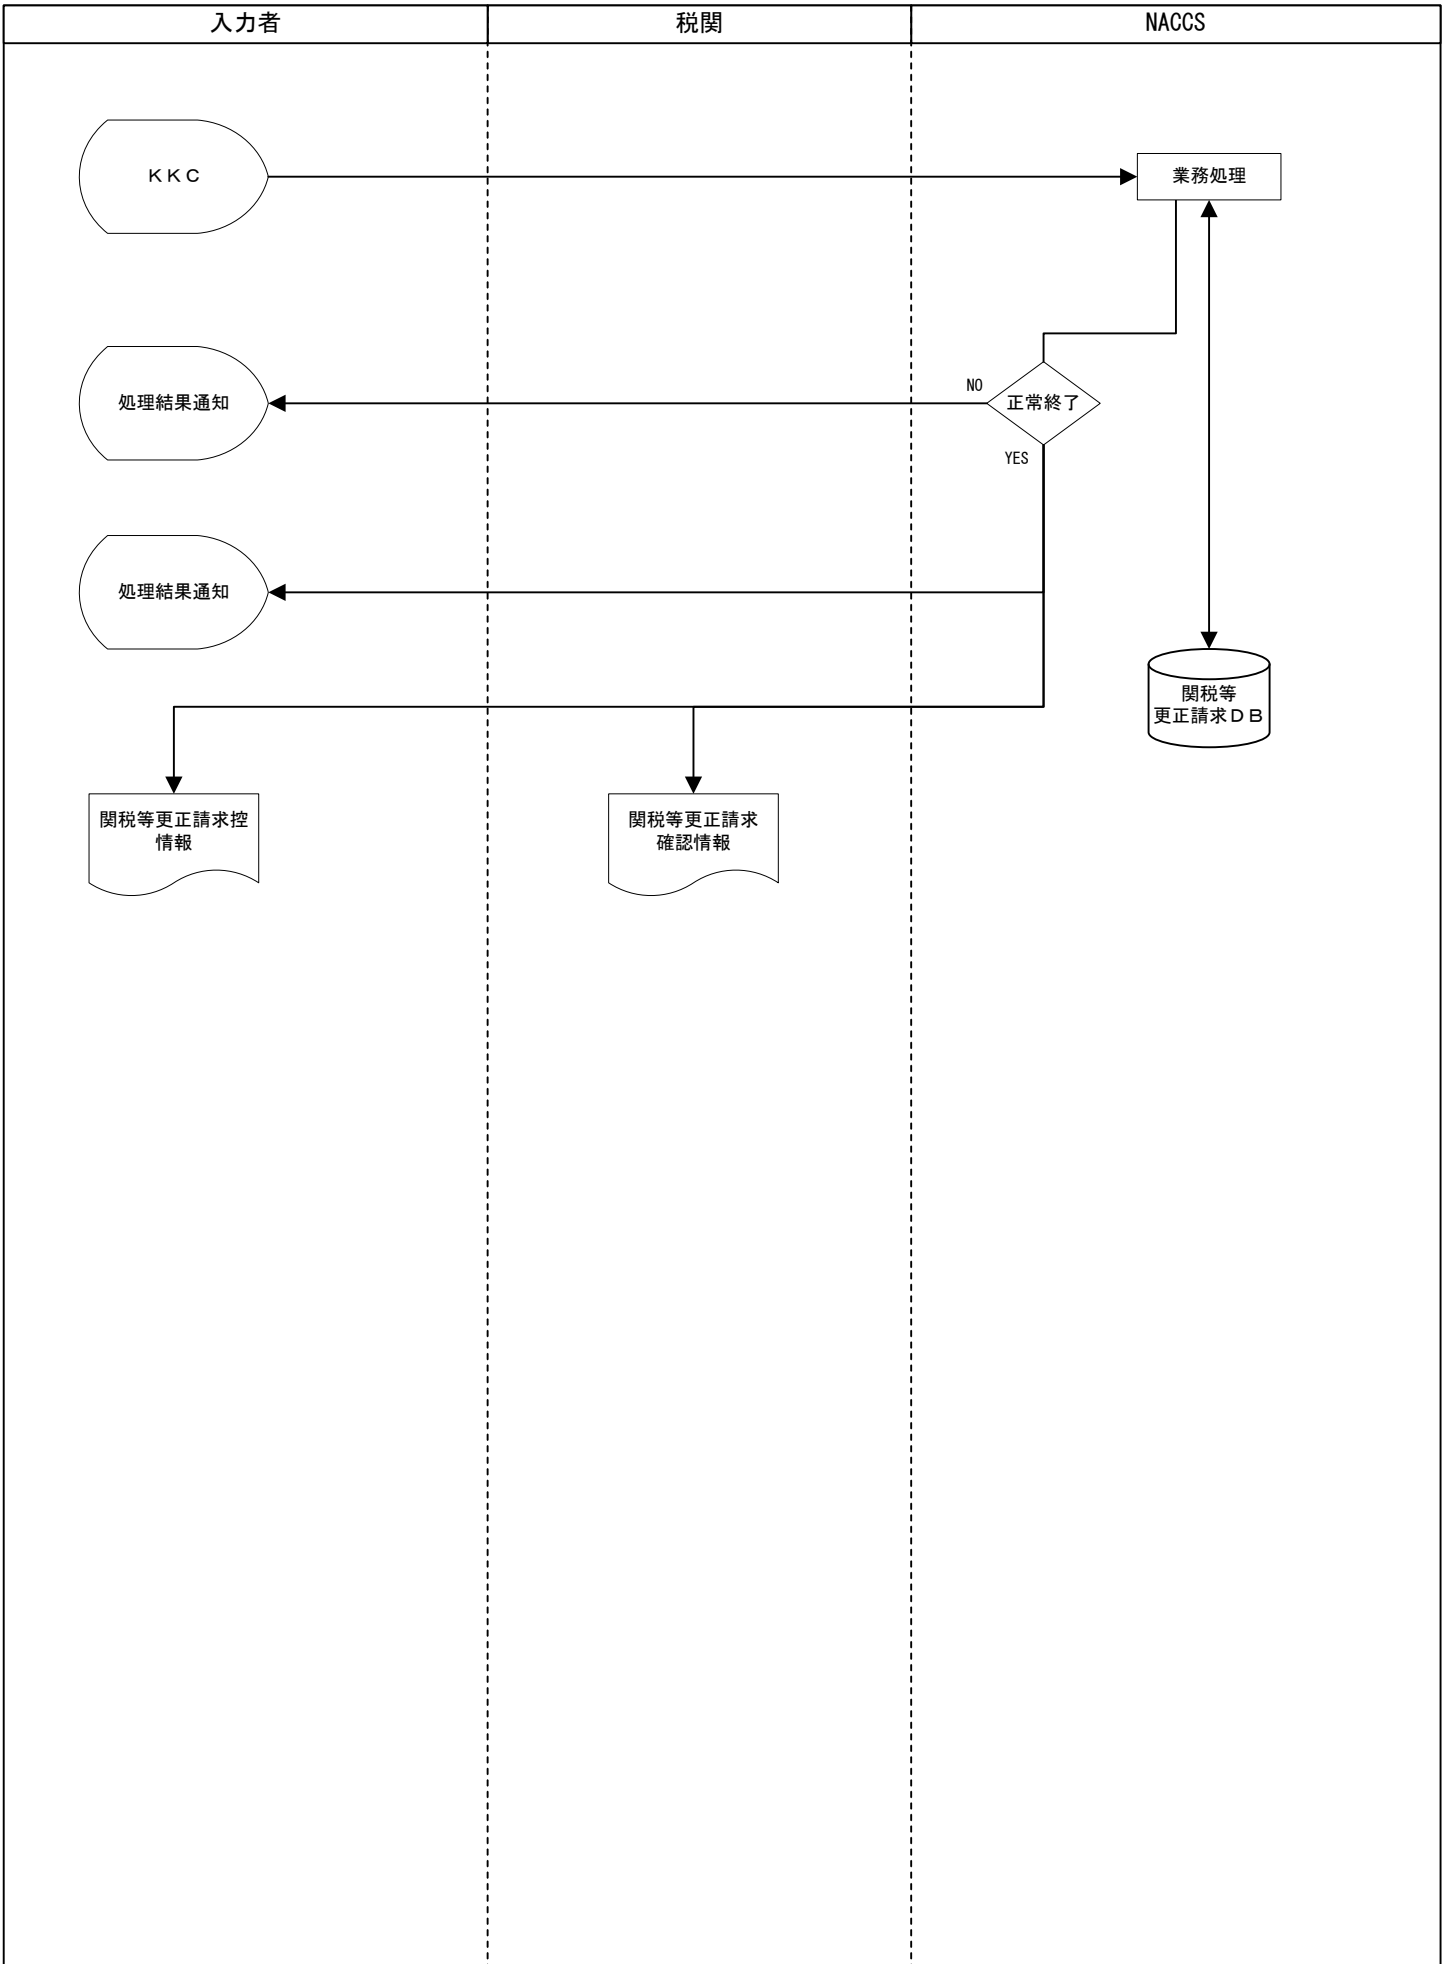 入力者
税関
NACCS
ＫＫＣ
業務処理
処理結果通知
NO
正常終了
YES
処理結果通知
関税等
更正請求ＤＢ
関税等更正請求控
情報
関税等更正請求
確認情報